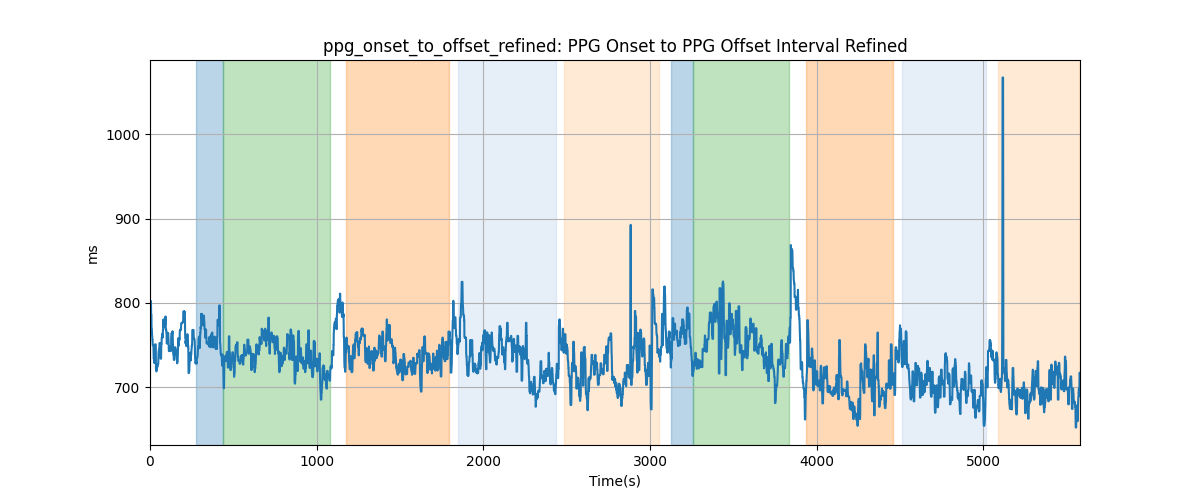 ppg_onset_to_offset_refined: PPG Onset to PPG Offset Interval Refined
1000
900
800
700
ms
0 1000 2000 3000 4000 5000
Time(s)